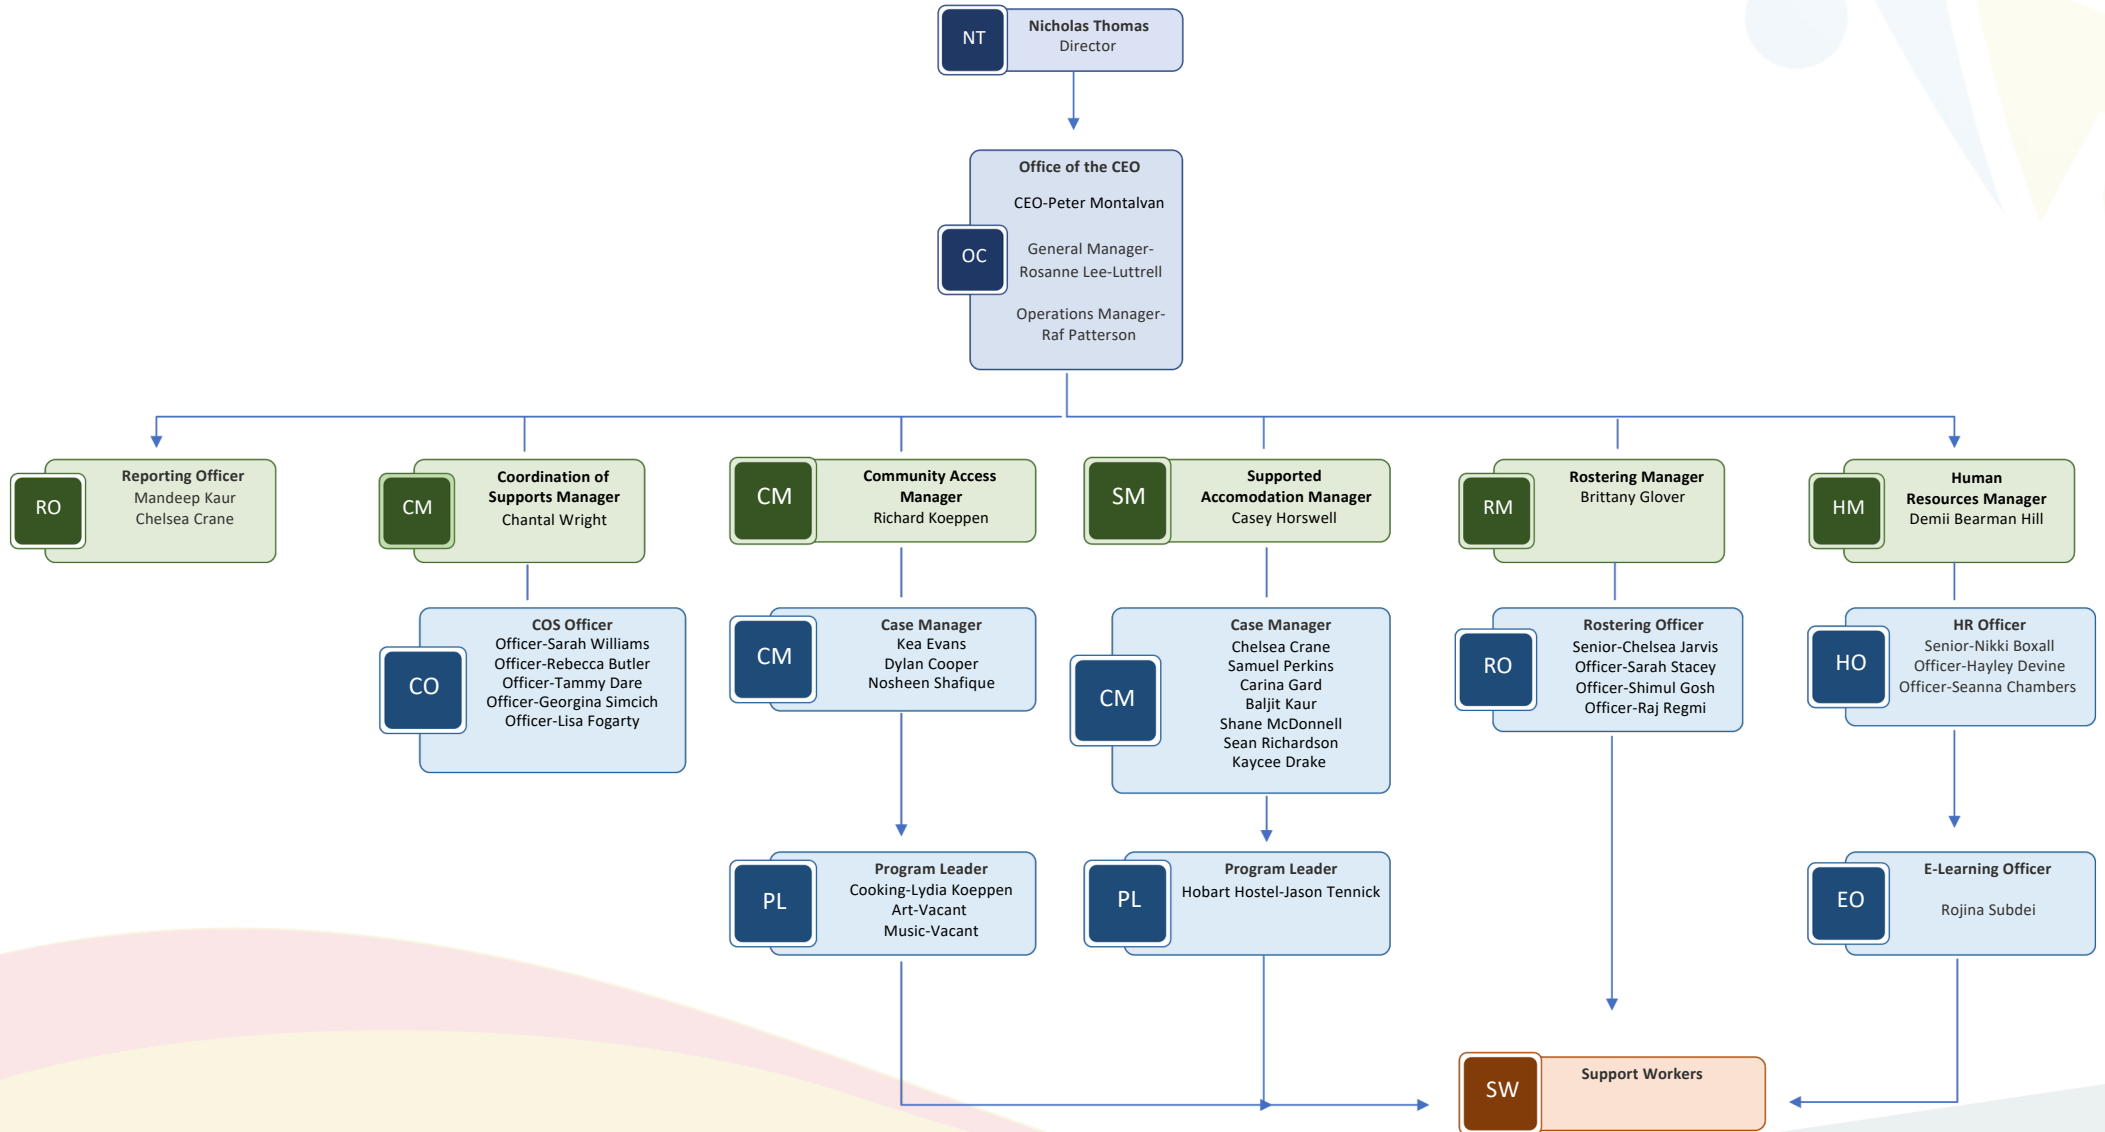 NT
Nicholas Thomas
Director
Office of the CEO
CEO-Peter Montalvan
OC
General Manager-
Rosanne Lee-Luttrell
Operations Manager-
Raf Patterson
RO
Reporting Officer
Mandeep Kaur
Chelsea Crane
CM
Coordination of
Supports Manager
Chantal Wright
CM
Community Access
Manager
Richard Koeppen
SM
Supported
Accomodation Manager
Casey Horswell
RM
Rostering Manager
Brittany Glover
HM
Human
Resources Manager
Demii Bearman Hill
CO
COS Officer
Officer-Sarah Williams
Officer-Rebecca Butler
Officer-Tammy Dare
Officer-Georgina Simcich
Officer-Lisa Fogarty
CM
Case Manager
Kea Evans
Dylan Cooper
Nosheen Shafique
CM
Case Manager
Chelsea Crane
Samuel Perkins
Carina Gard
Baljit Kaur
Shane McDonnell
Sean Richardson
Kaycee Drake
RO
Rostering Officer
Senior-Chelsea Jarvis
Officer-Sarah Stacey
Officer-Shimul Gosh
Officer-Raj Regmi
HO
HR Officer
Senior-Nikki Boxall
Officer-Hayley Devine
Officer-Seanna Chambers
PL
Program Leader
Cooking-Lydia Koeppen
Art-Vacant
Music-Vacant
PL
Program Leader
Hobart Hostel-Jason Tennick
EO
E-Learning Officer
Rojina Subdei
SW
Support Workers